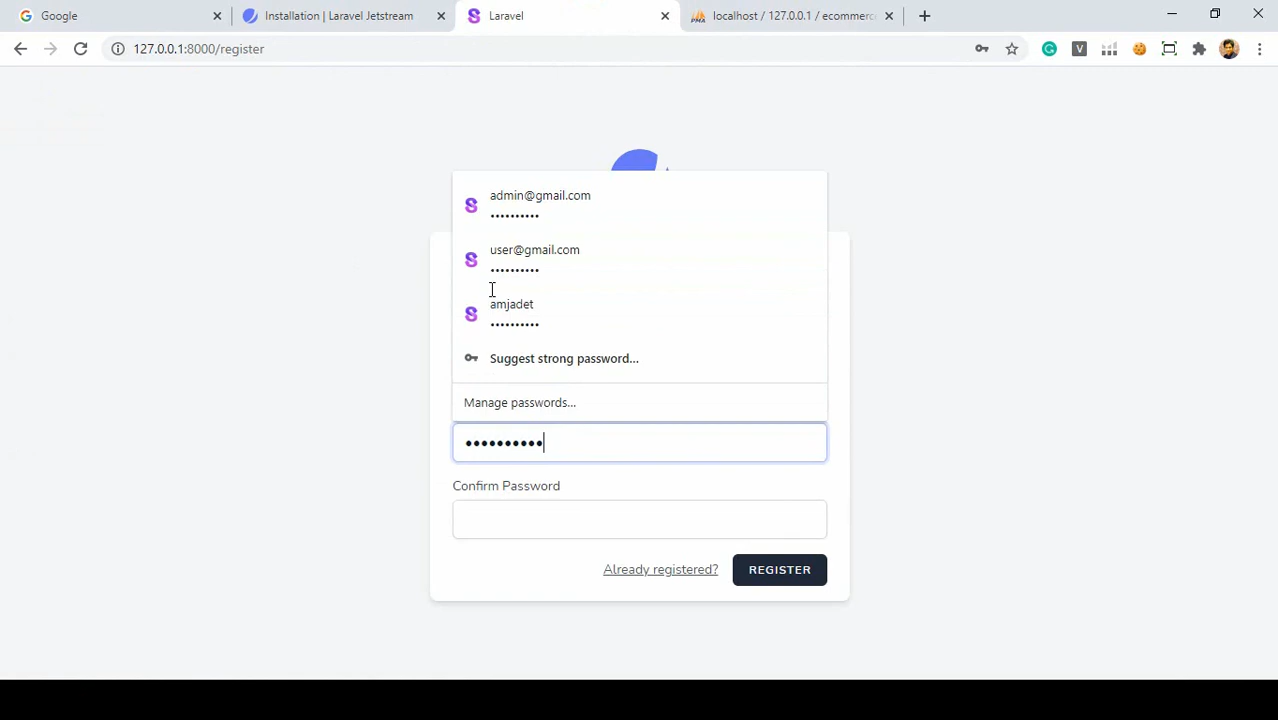 Google
Installation | Laravel Jetstream
Laravel
localhost / 127.0.0.1 / ecommerc
127.0.0.1:8000/register
admin@gmail.com
••••••••••
user@gmail.com
••••••••••
amjadet
••••••••••
Suggest strong password...
Manage passwords...
••••••••••
Confirm Password
Already registered?
REGISTER